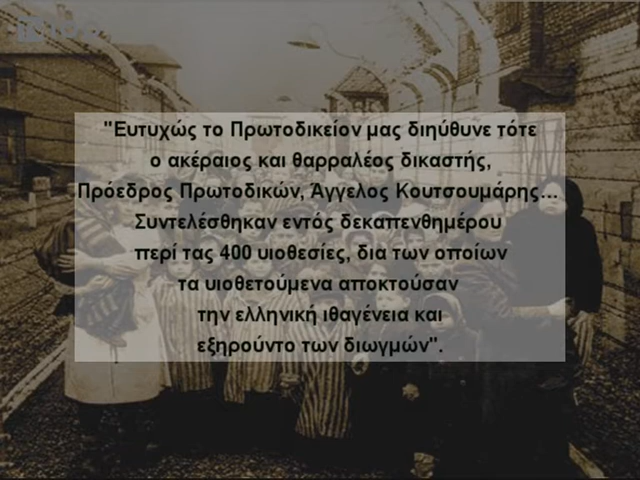 "Ευτυχώς το Πρωτοδικείον μας διηύθυνε τότε
ο ακέραιος και θαρραλέος δικαστής,
Πρόεδρος Πρωτοδικών, Άγγελος Κουτσουμάρης...
Συντελέσθηκαν εντός δεκαπενθημέρου
περί τας 400 υιοθεσίες, δια των οποίων
τα υιοθετούμενα αποκτούσαν
την ελληνική ιθαγένεια και
εξηρούντο των διωγμών".